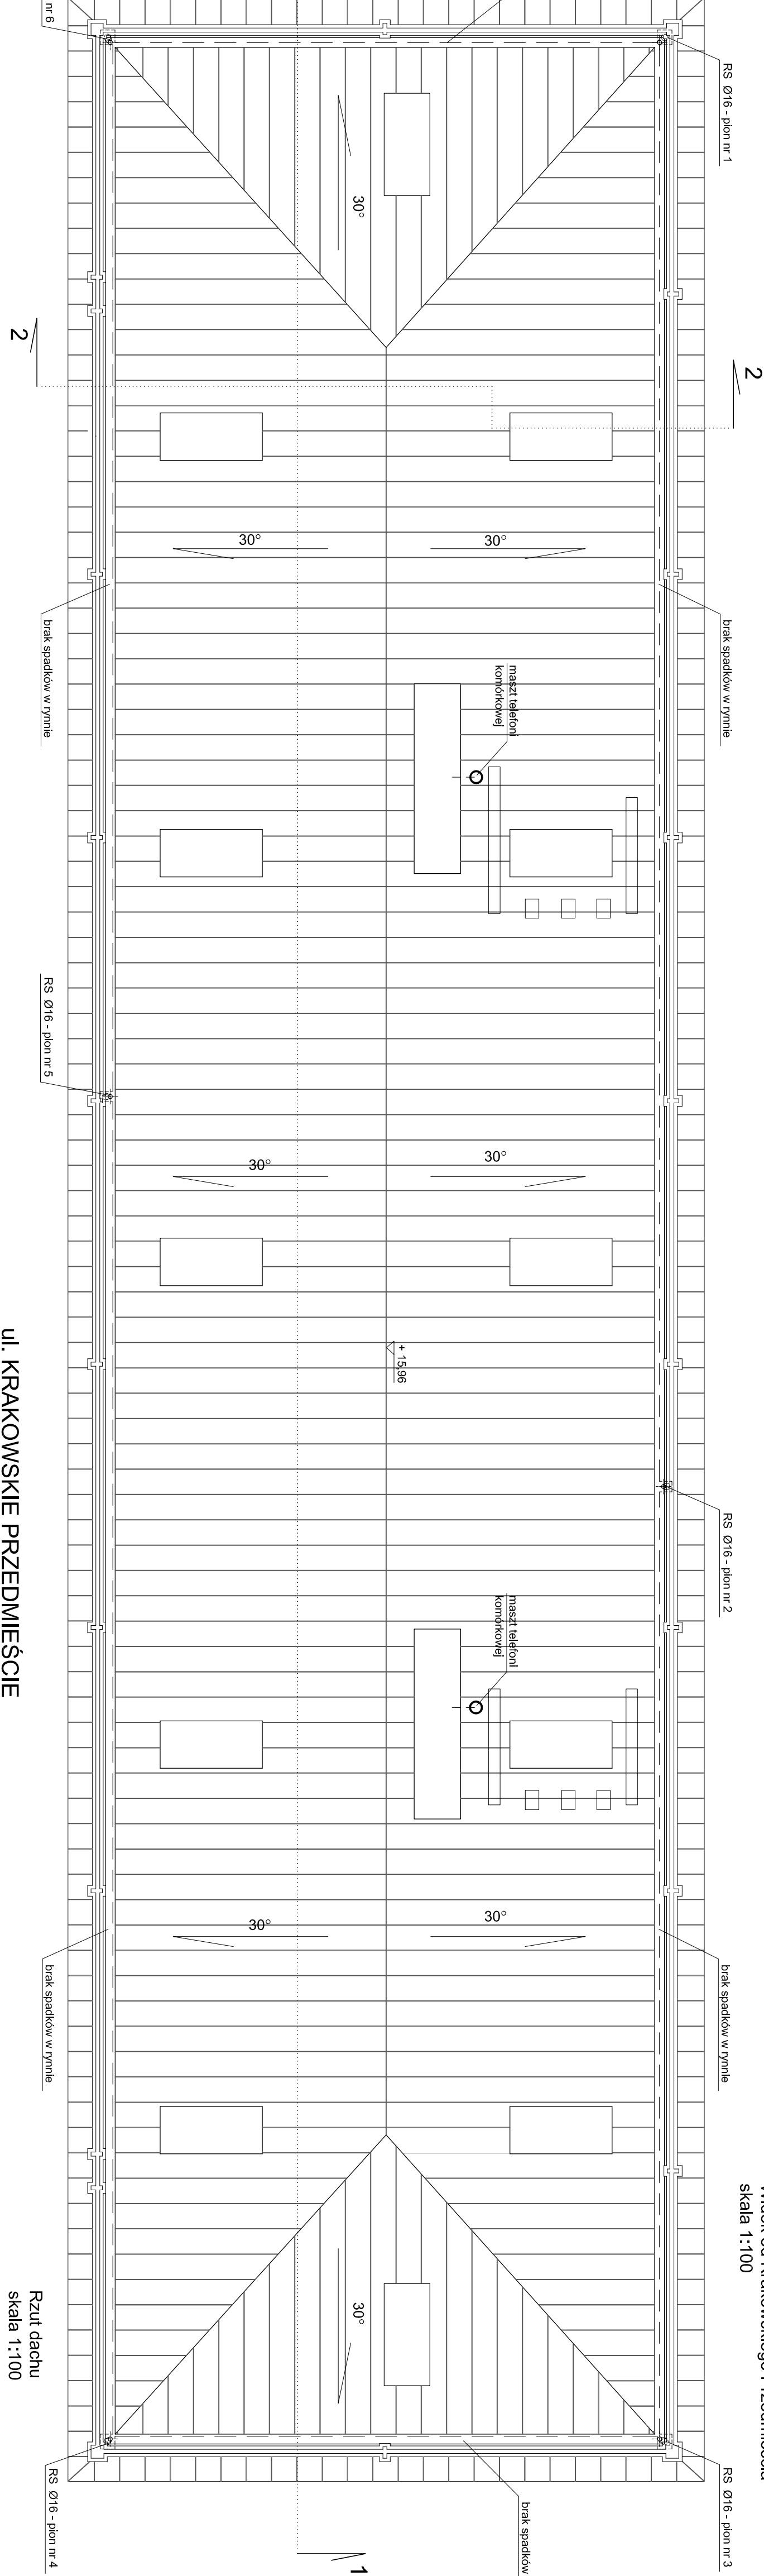 nr 6
RS Ø16 - pion nr 1
30°
2
2
30°
30°
brak spadków w rynnie
brak spadków w rynnie
maszt telefoni
komórkowej
RS Ø16 - pion nr 5
30°
30°
+ 15,96
ul. KRAKOWSKIE PRZEDMIEŚCIE
RS Ø16 - pion nr 2
maszt telefoni
komórkowej
30°
30°
brak spadków w rynnie
brak spadków w rynnie
skala 1:100
30°
Rzut dachu
skala 1:100
RS Ø16 - pion nr 4
brak spadków
RS Ø16 - pion nr 3
1